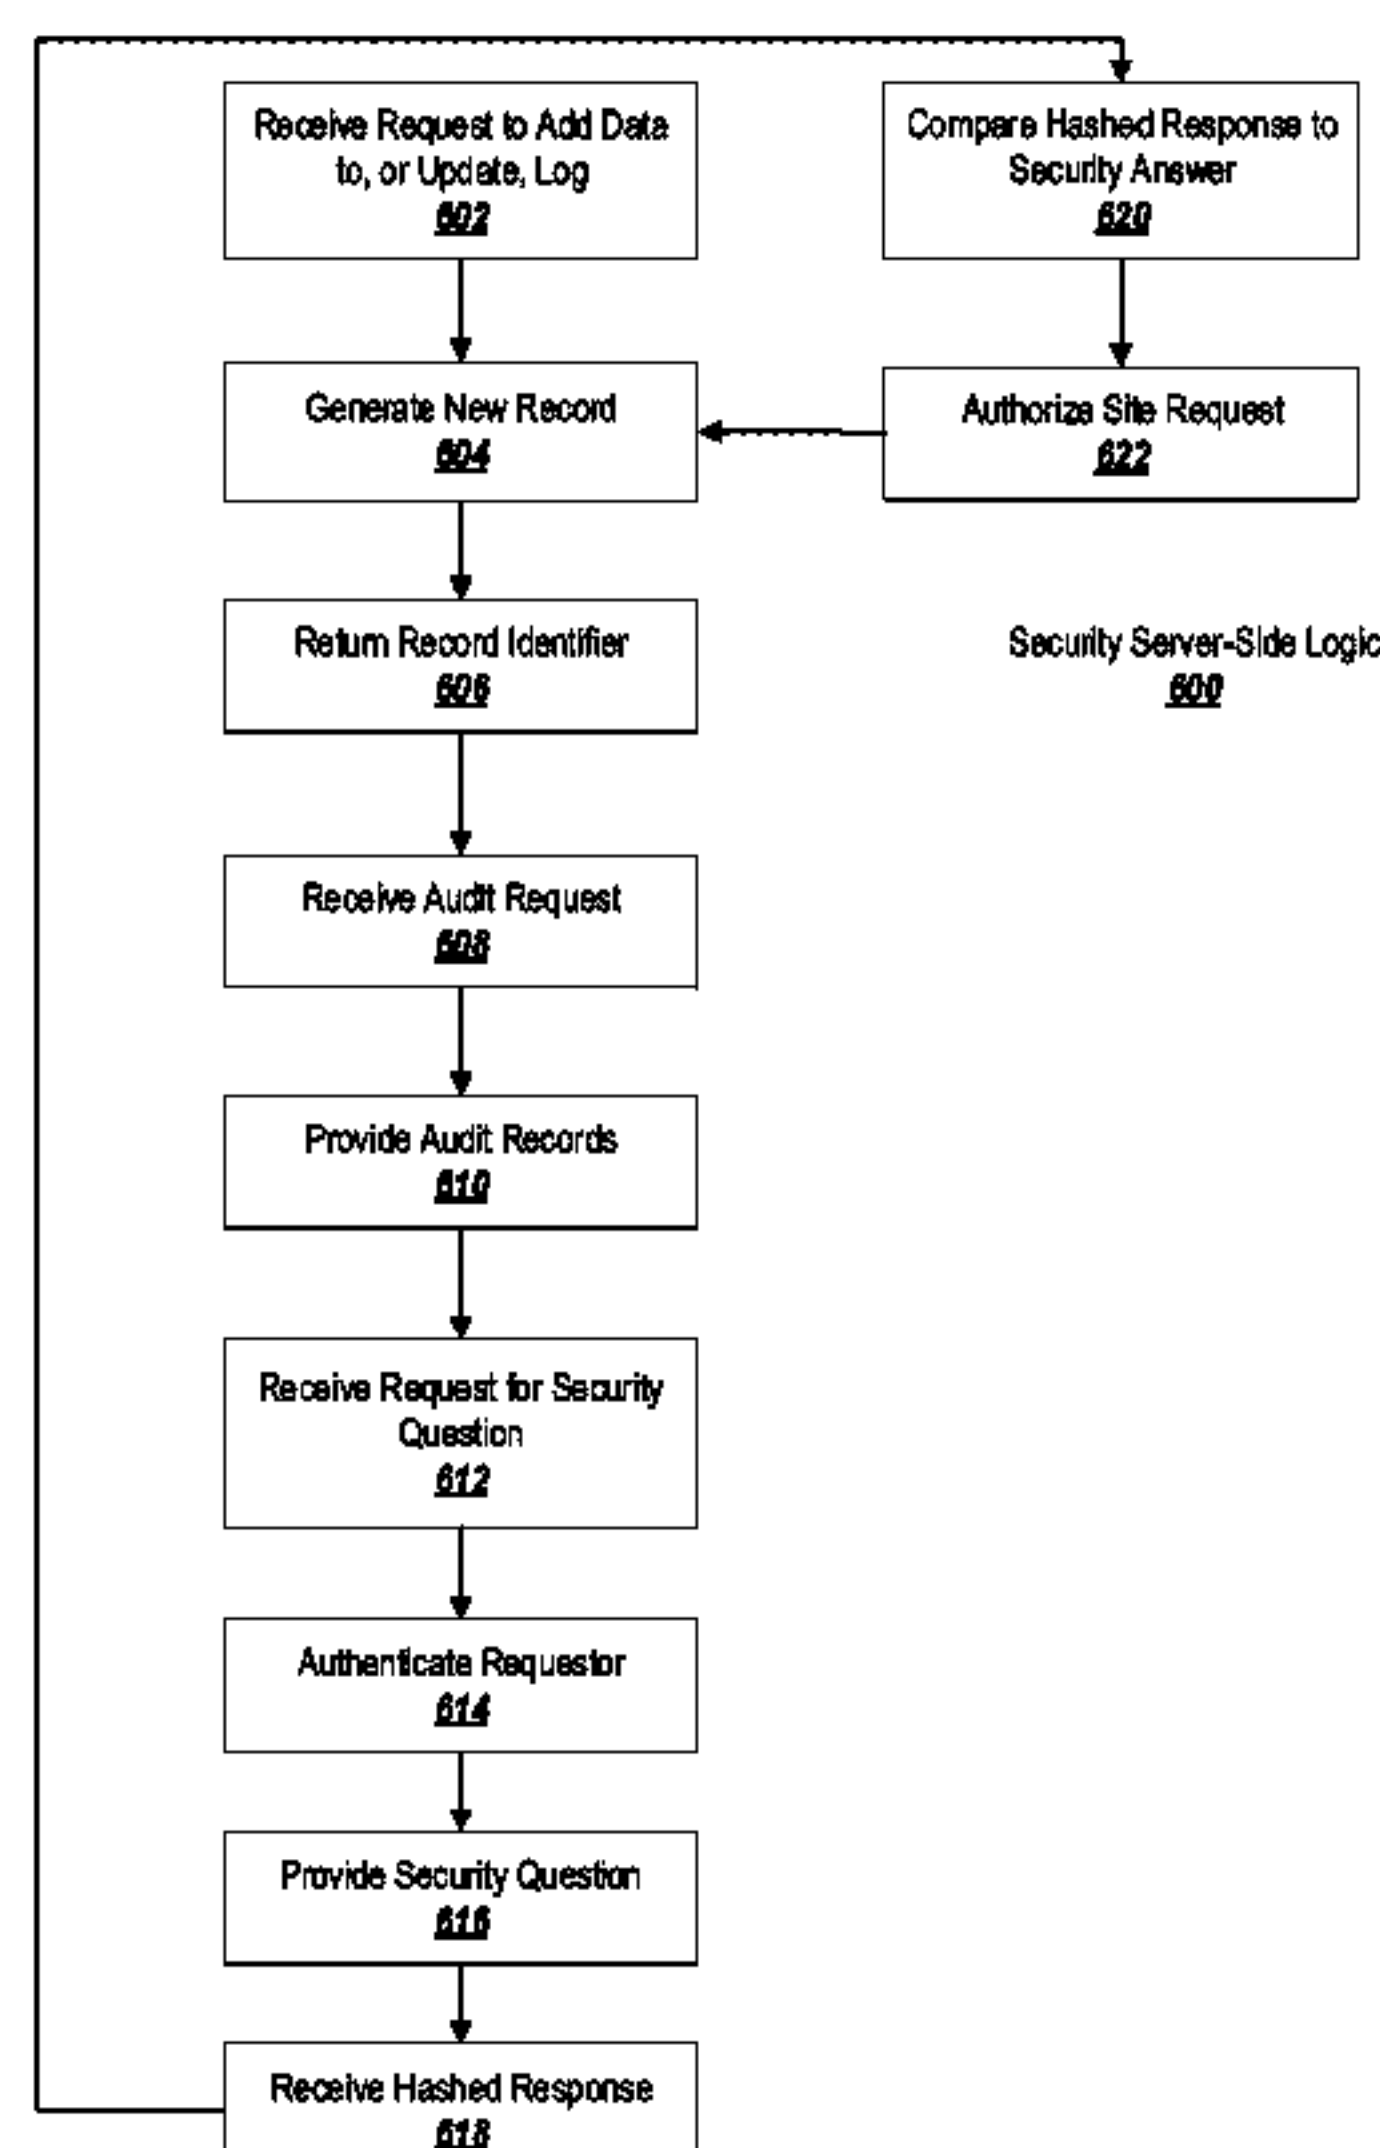 Receive Request to Add Data
to, or Update, Log
602
Generate New Record
604
Return Record Identifier
606
Receive Audit Request
608
Provide Audit Records
610
Receive Request for Security
Question
612
Authenticate Requestor
614
Provide Security Question
616
Receive Hashed Response
618
Compare Hashed Response to
Security Answer
620
Authorize Site Request
622
Security Server-Side Logic
600